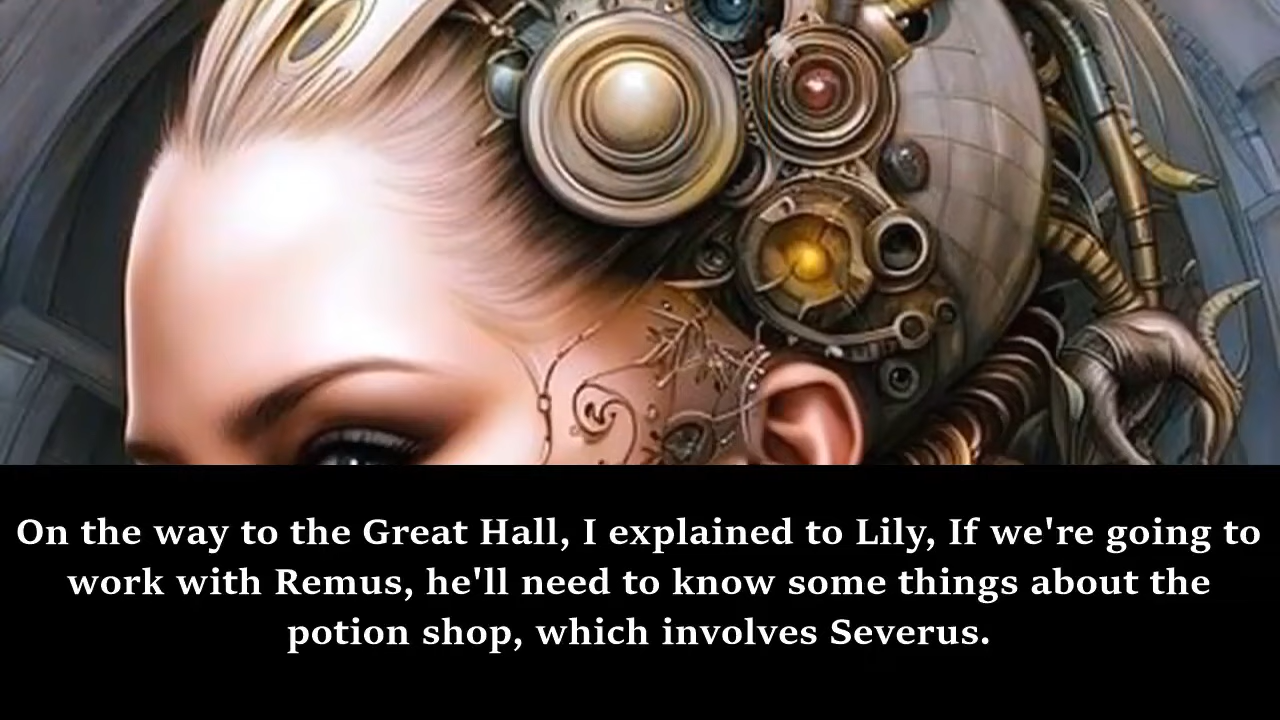 On the way to the Great Hall, I explained to Lily, If we're going to
work with Remus, he'll need to know some things about the
potion shop, which involves Severus.